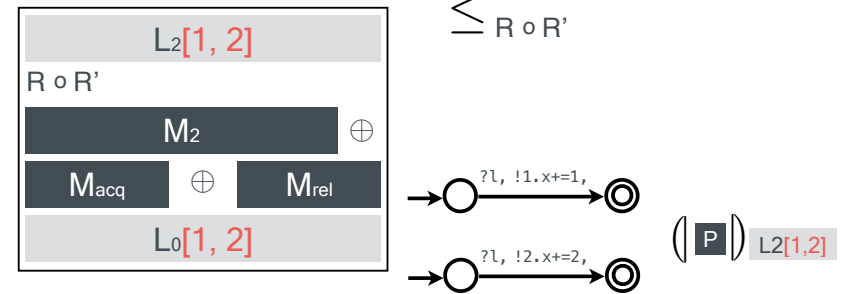 L2[1, 2]
R o R'
M2 ⊕
Macq ⊕ Mrel
L0[1, 2]
≤ R o R'
?l, !1.x+=1,
?l, !2.x+=2,
(| P |) L2[1,2]